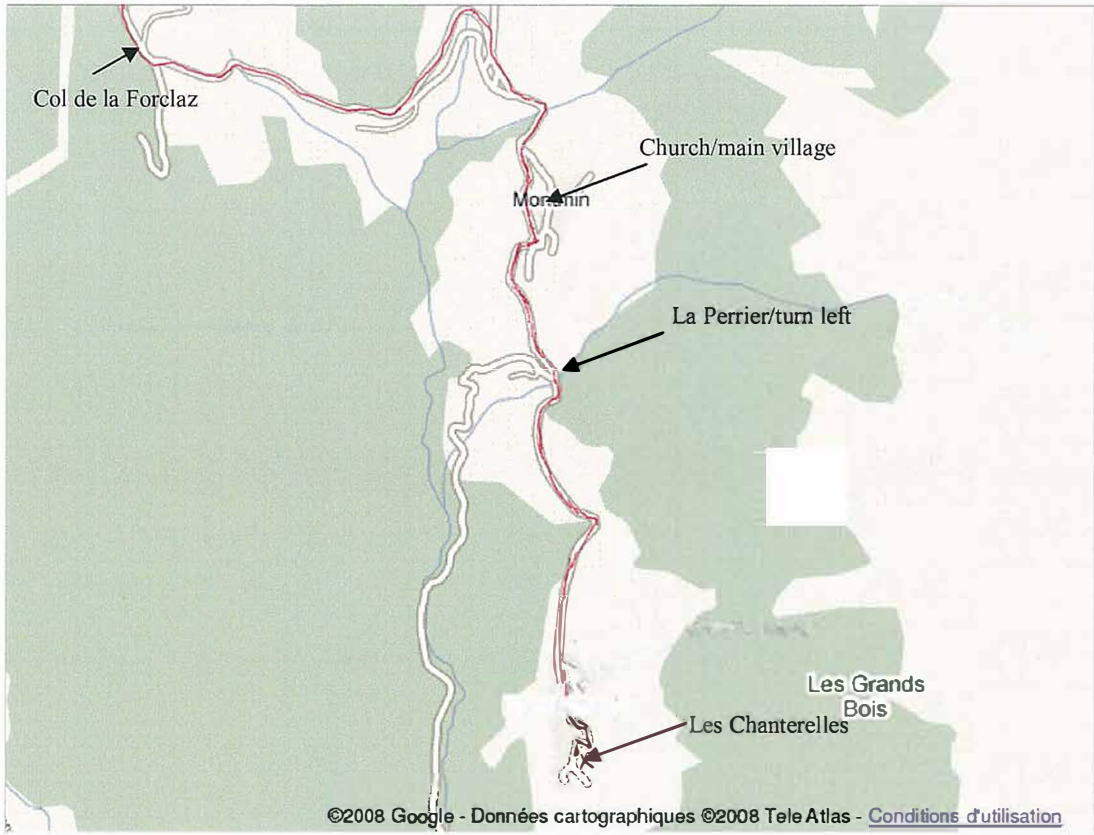 Col de la Forclaz
Church/main village
Montmin
La Perrier/turn left
Les Grands
Bois
Les Chanterelles
©2008 Google - Données cartographiques ©2008 Tele Atlas - Conditions d'utilisation